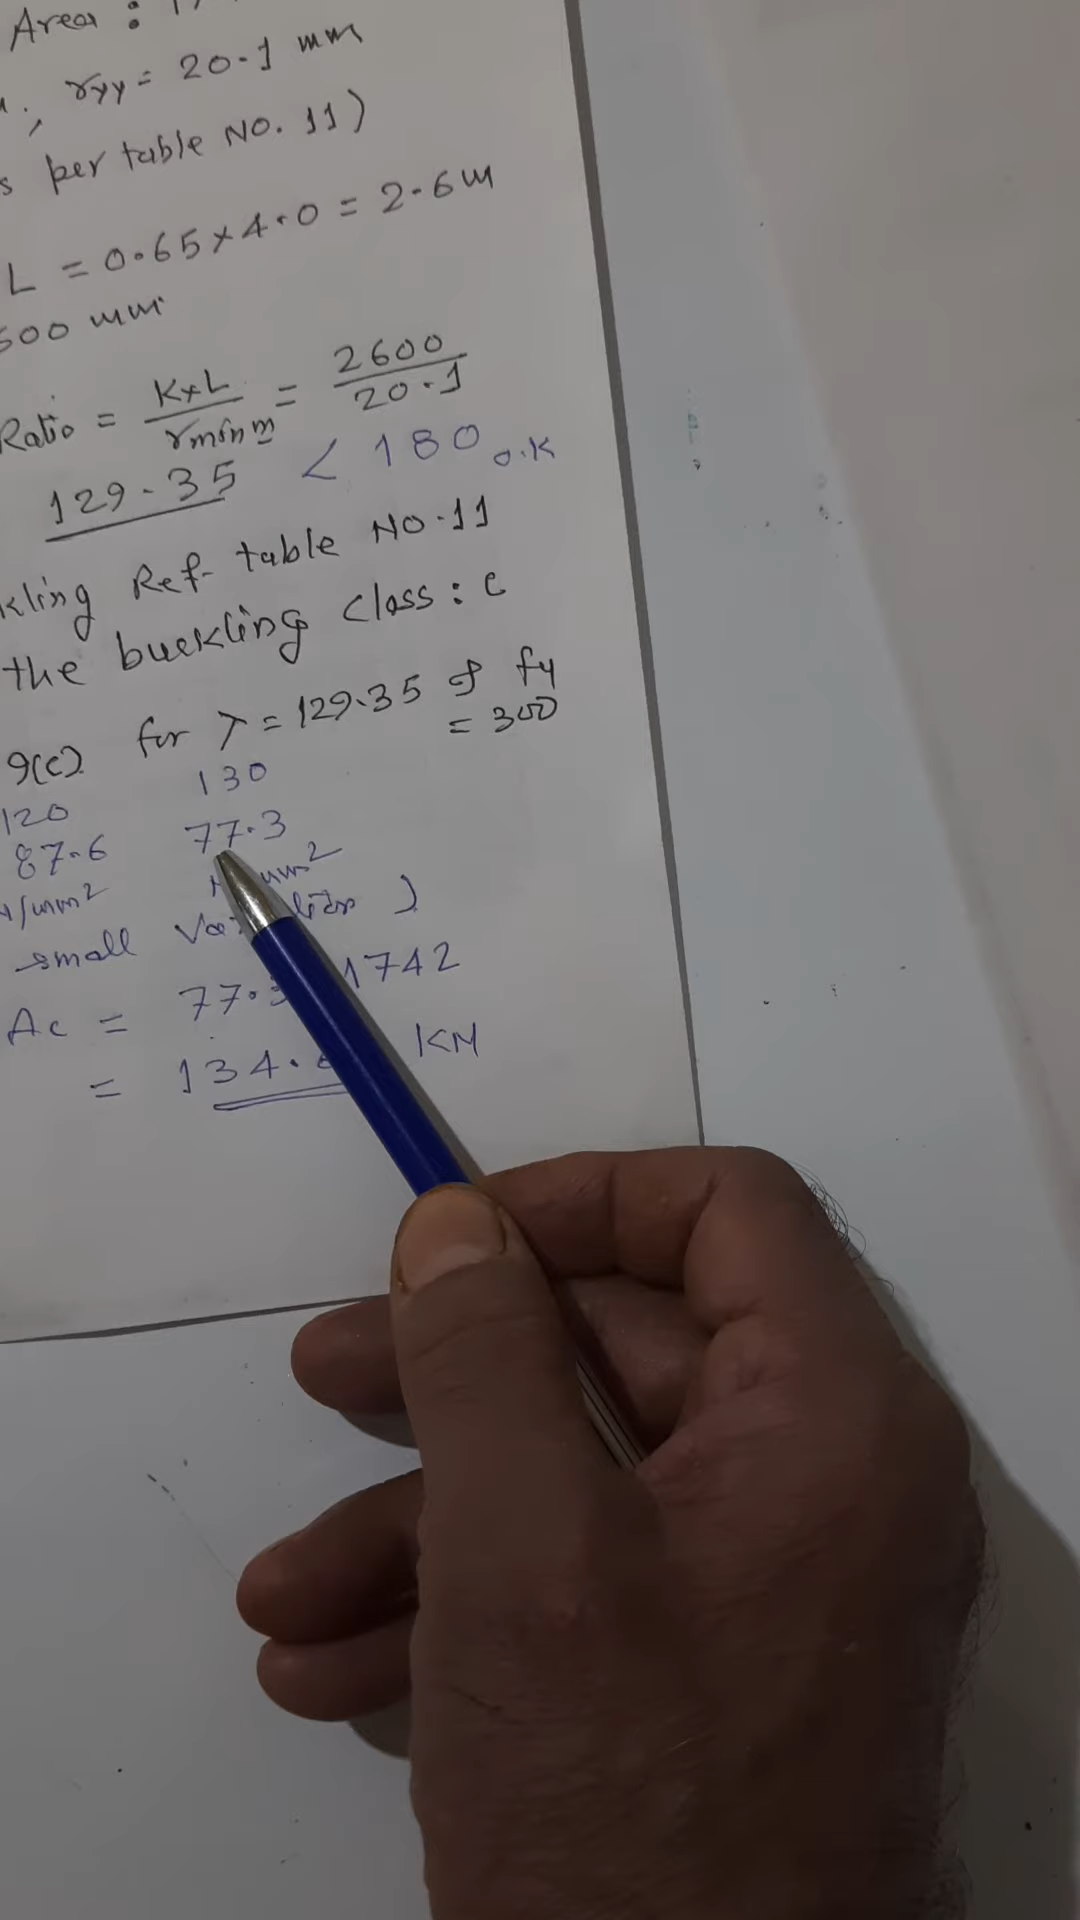 Area :
ryy = 20.1 mm
per table NO. 11)
L = 0.65 x 4.0 = 2.6 m
mm
Ratio = KxL / rminm = 2600 / 20.1
129.35 < 180 o.K
Ref. table NO.11
the buckling class : c
9(c) for λ = 129.35 & fy = 300
120 130
87.6 77.3
/mm² mm²
small
Ac = 77. 1742
= 134. KN